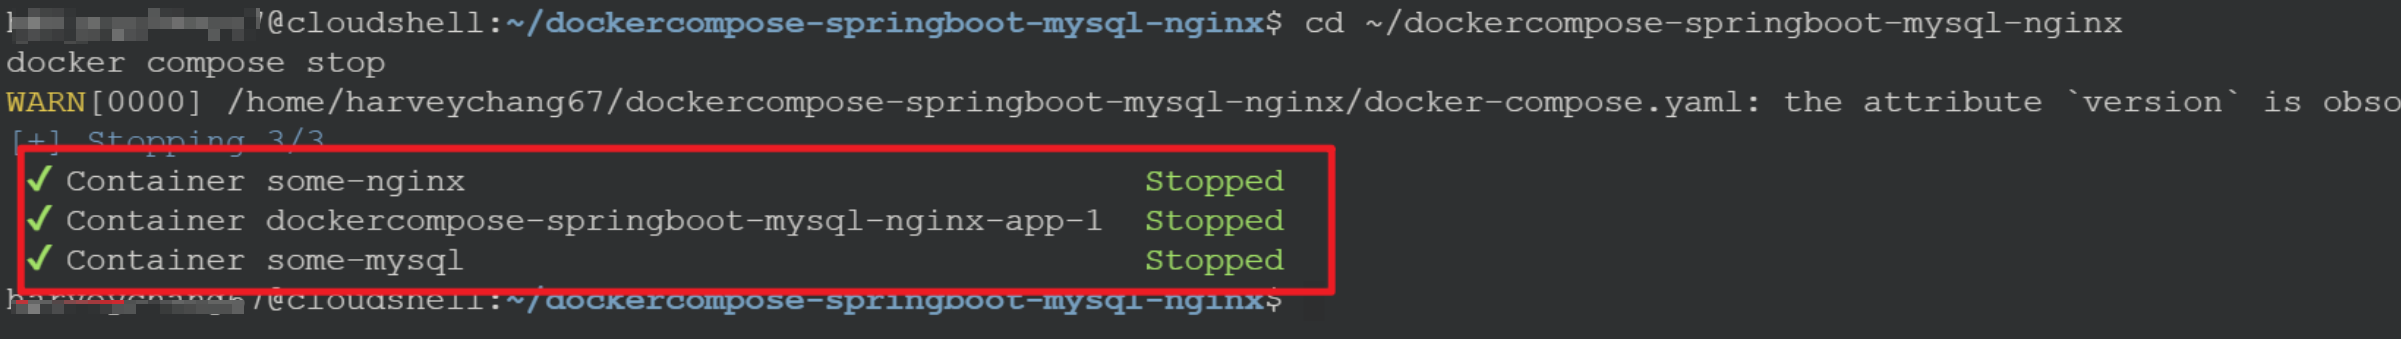 7@cloudshell:~/dockercompose-springboot-mysql-nginx$ cd ~/dockercompose-springboot-mysql-nginx
docker compose stop
WARN[0000] /home/harveychang67/dockercompose-springboot-mysql-nginx/docker-compose.yaml: the attribute `version` is obso
[+] Stopping 3/3
✔ Container some-nginx Stopped
✔ Container dockercompose-springboot-mysql-nginx-app-1 Stopped
✔ Container some-mysql Stopped
7@cloudshell:~/dockercompose-springboot-mysql-nginx$